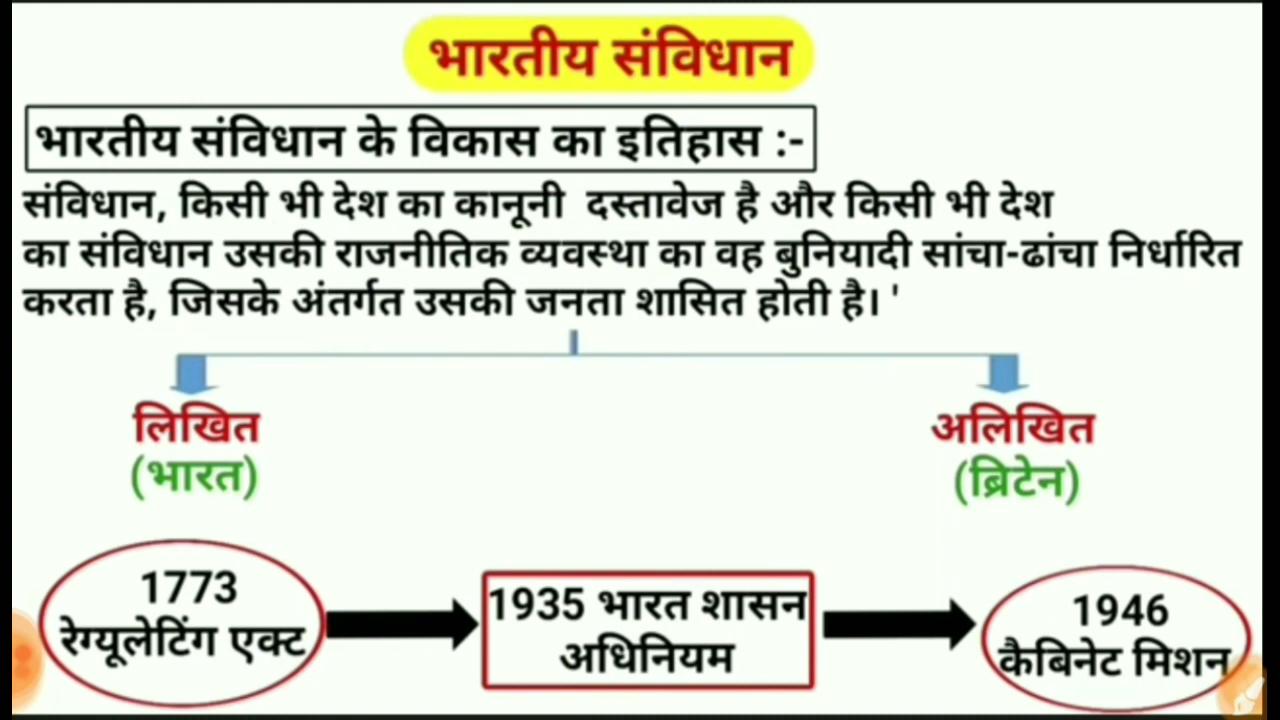 भारतीय संविधान
भारतीय संविधान के विकास का इतिहास :-
संविधान, किसी भी देश का कानूनी दस्तावेज है और किसी भी देश
का संविधान उसकी राजनीतिक व्यवस्था का वह बुनियादी सांचा-ढांचा निर्धारित
करता है, जिसके अंतर्गत उसकी जनता शासित होती है। '
लिखित
(भारत)
अलिखित
(ब्रिटेन)
1773
रेग्यूलेटिंग एक्ट
1935 भारत शासन
अधिनियम
1946
कैबिनेट मिशन